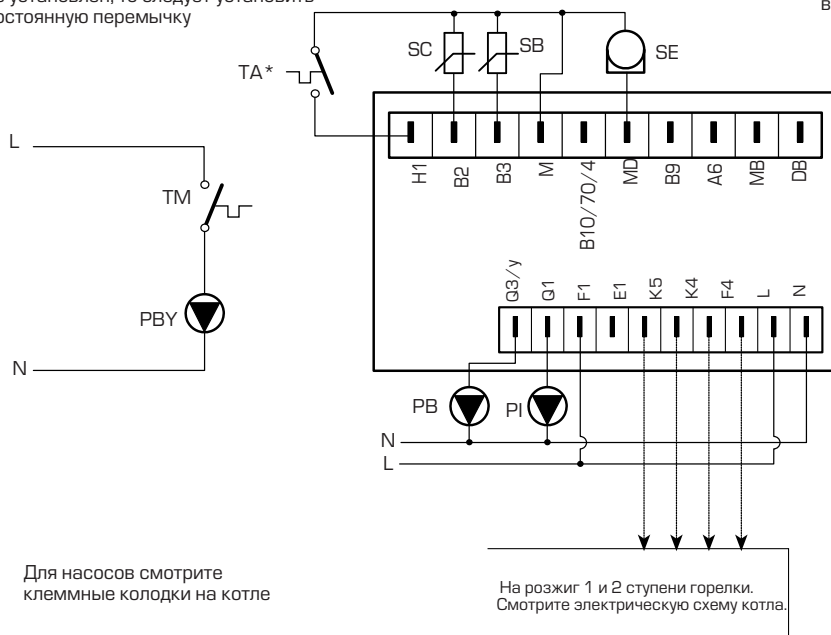 установлен, то следует установить
постоянную перемычку
в
SC
SB
SE
TA*
L
TM
H1
B2
B3
M
B10/70/4
MD
B9
A6
MB
DB
PBY
Q3/y
Q1
F1
E1
K5
K4
F4
L
N
N
PB
PI
N
L
Для насосов смотрите
клеммные колодки на котле
На розжиг 1 и 2 ступени горелки.
Смотрите электрическую схему котла.